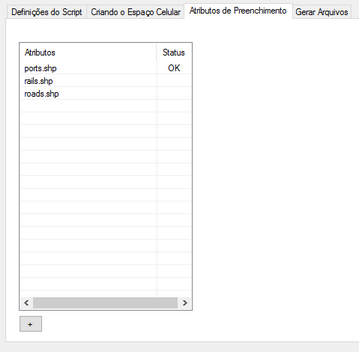 Definições do Script Criando o Espaço Celular Atributos de Preenchimento Gerar Arquivos
Atributos Status
ports.shp OK
rails.shp
roads.shp
+